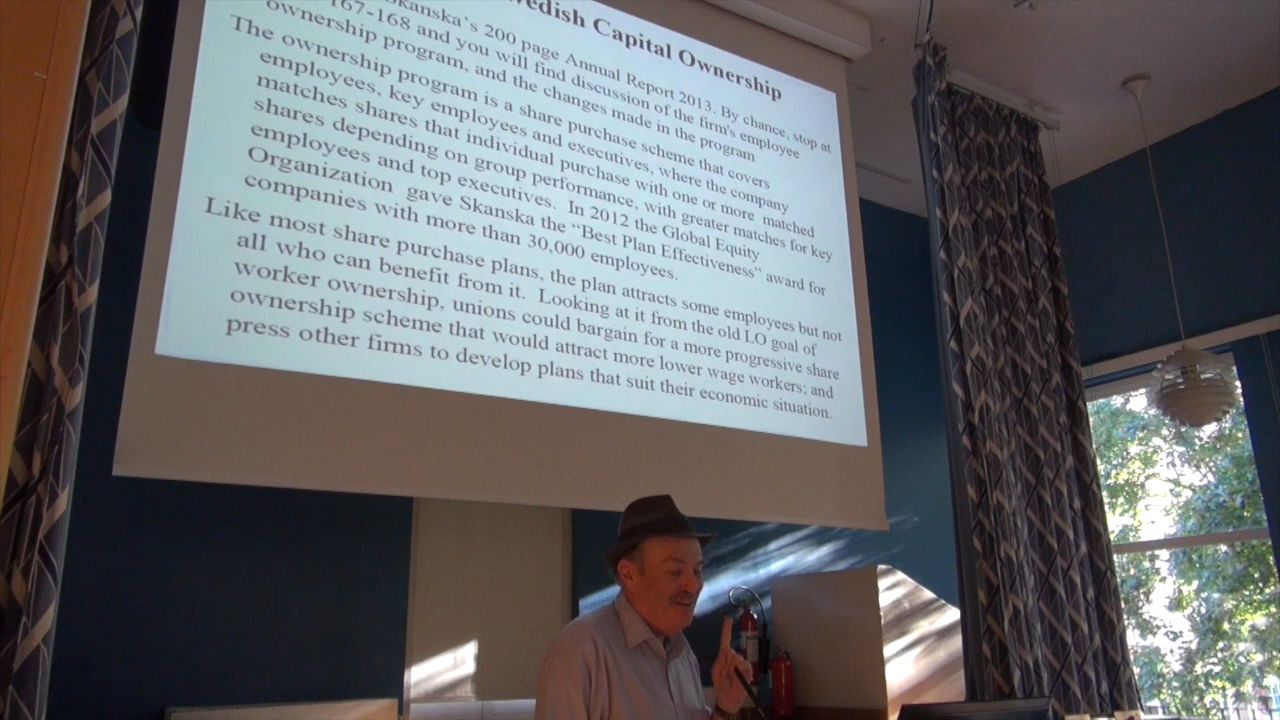 wedish Capital Ownership
Skanska's 200 page Annual Report 2013. By chance, stop at
167-168 and you will find discussion of the firm's employee
ownership program, and the changes made in the program
The ownership program is a share purchase scheme that covers
employees, key employees and executives, where the company
matches shares that individual purchase with one or more matched
shares depending on group performance, with greater matches for key
employees and top executives. In 2012 the Global Equity
Organization gave Skanska the “Best Plan Effectiveness” award for
companies with more than 30,000 employees.
Like most share purchase plans, the plan attracts some employees but not
all who can benefit from it. Looking at it from the old LO goal of
worker ownership, unions could bargain for a more progressive share
ownership scheme that would attract more lower wage workers; and
press other firms to develop plans that suit their economic situation.